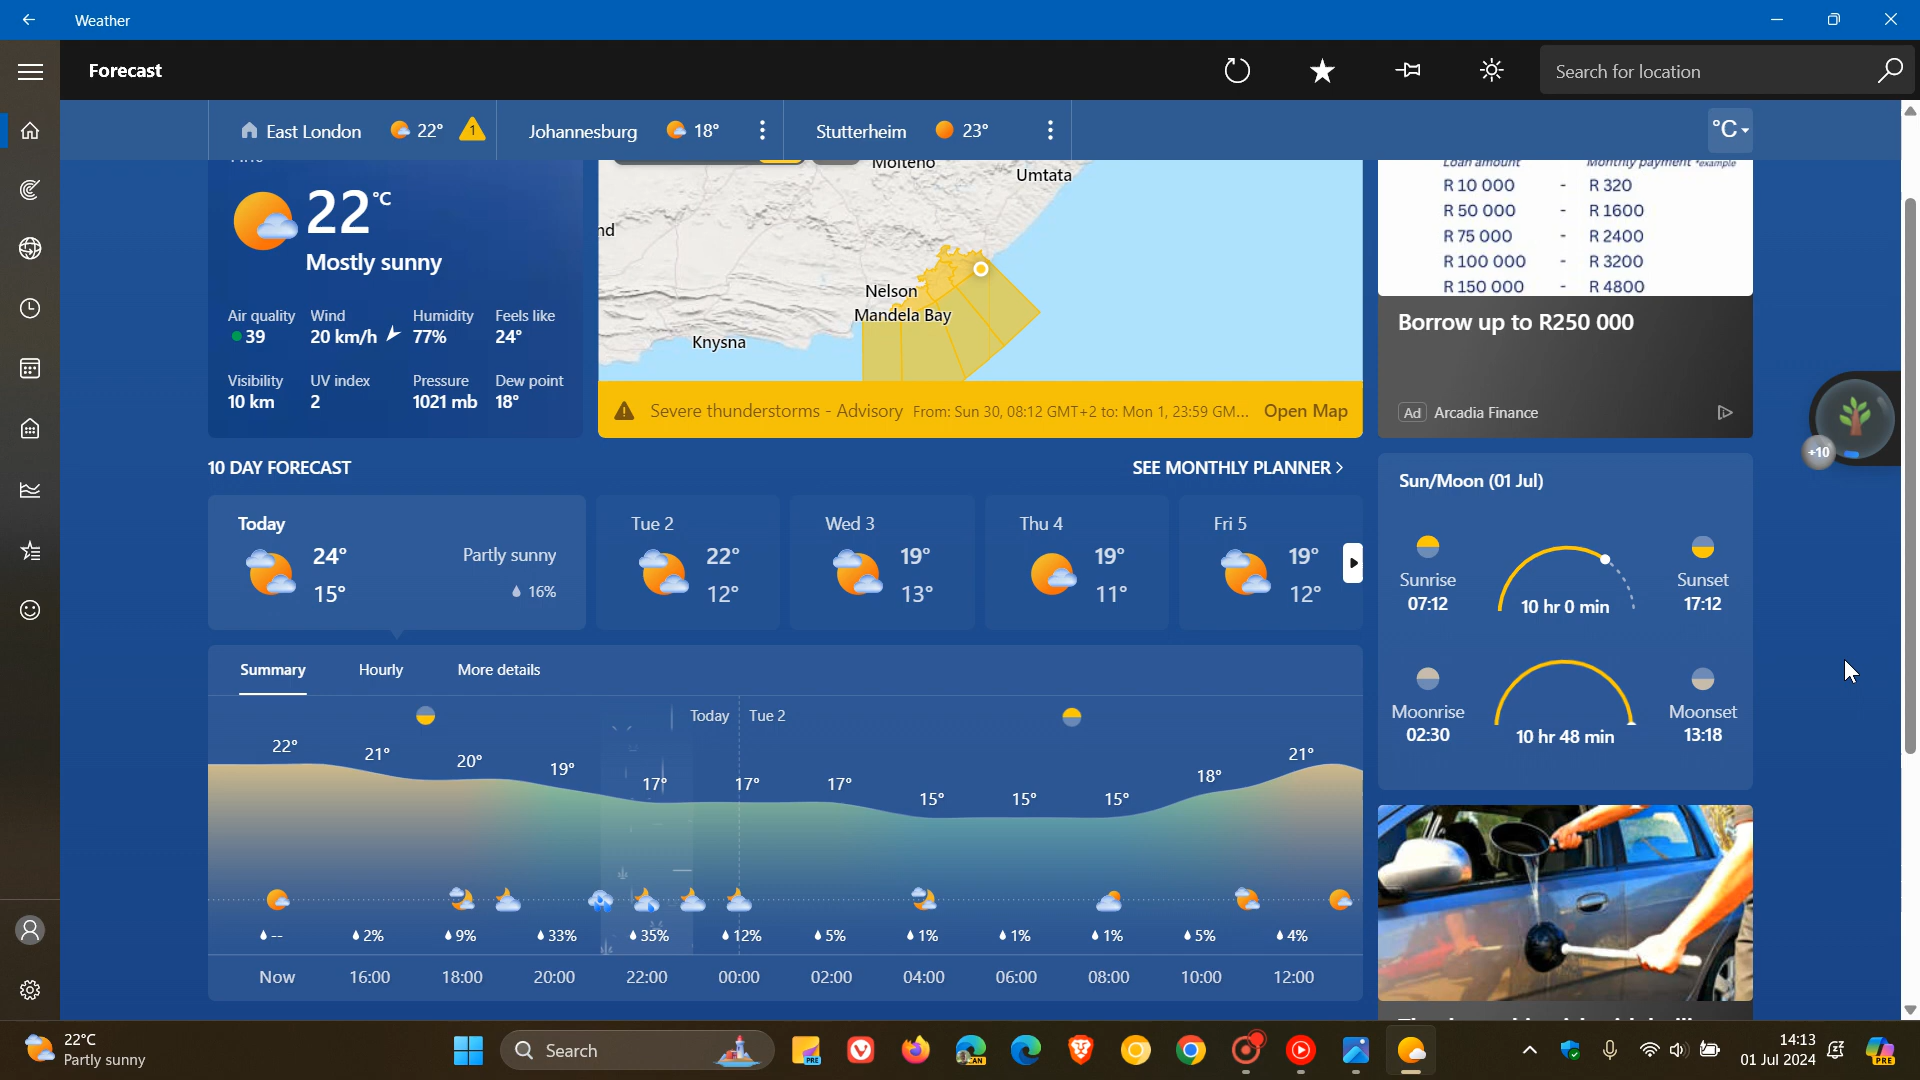 Weather
Forecast
Search for location
East London 22° 1
Johannesburg 18°
Stutterheim 23°
°C
22 °C
Mostly sunny
Air quality Wind Humidity Feels like
39 20 km/h 77% 24°
Visibility UV index Pressure Dew point
10 km 2 1021 mb 18°
Molteno
Umtata
nd
Nelson
Mandela Bay
Knysna
Severe thunderstorms - Advisory From: Sun 30, 08:12 GMT+2 to: Mon 1, 23:59 GM... Open Map
Loan amount Monthly payment *example
R 10 000 - R 320
R 50 000 - R 1600
R 75 000 - R 2400
R 100 000 - R 3200
R 150 000 - R 4800
Borrow up to R250 000
Ad Arcadia Finance
+10
10 DAY FORECAST
SEE MONTHLY PLANNER >
Today
24°
Partly sunny
15°
16%
Tue 2
22°
12°
Wed 3
19°
13°
Thu 4
19°
11°
Fri 5
19°
12°
Sun/Moon (01 Jul)
Sunrise
07:12
10 hr 0 min
Sunset
17:12
Moonrise
02:30
10 hr 48 min
Moonset
13:18
Summary Hourly More details
Today Tue 2
22° 21° 20° 19° 17° 17° 17° 15° 15° 15° 18° 21°
-- 2% 9% 33% 35% 12% 5% 1% 1% 1% 5% 4%
Now 16:00 18:00 20:00 22:00 00:00 02:00 04:00 06:00 08:00 10:00 12:00
22°C
Partly sunny
Search
PRE
CAN
14:13
01 Jul 2024
PRE